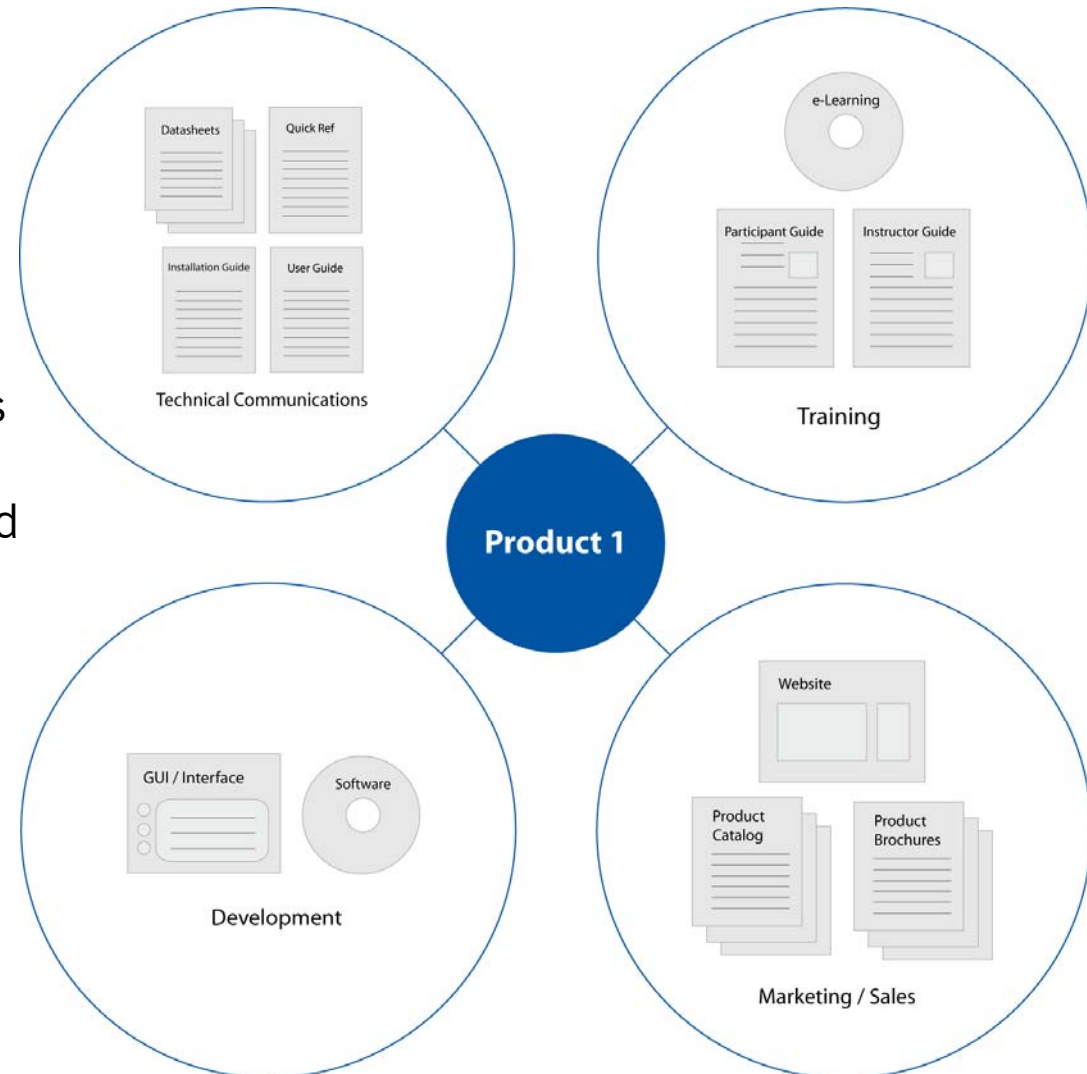 Datasheets
Quick Ref
Installation Guide
User Guide
Technical Communications
e-Learning
Participant Guide
Instructor Guide
Training
s
d
Product 1
GUI / Interface
Software
Development
Website
Product
Catalog
Product
Brochures
Marketing / Sales